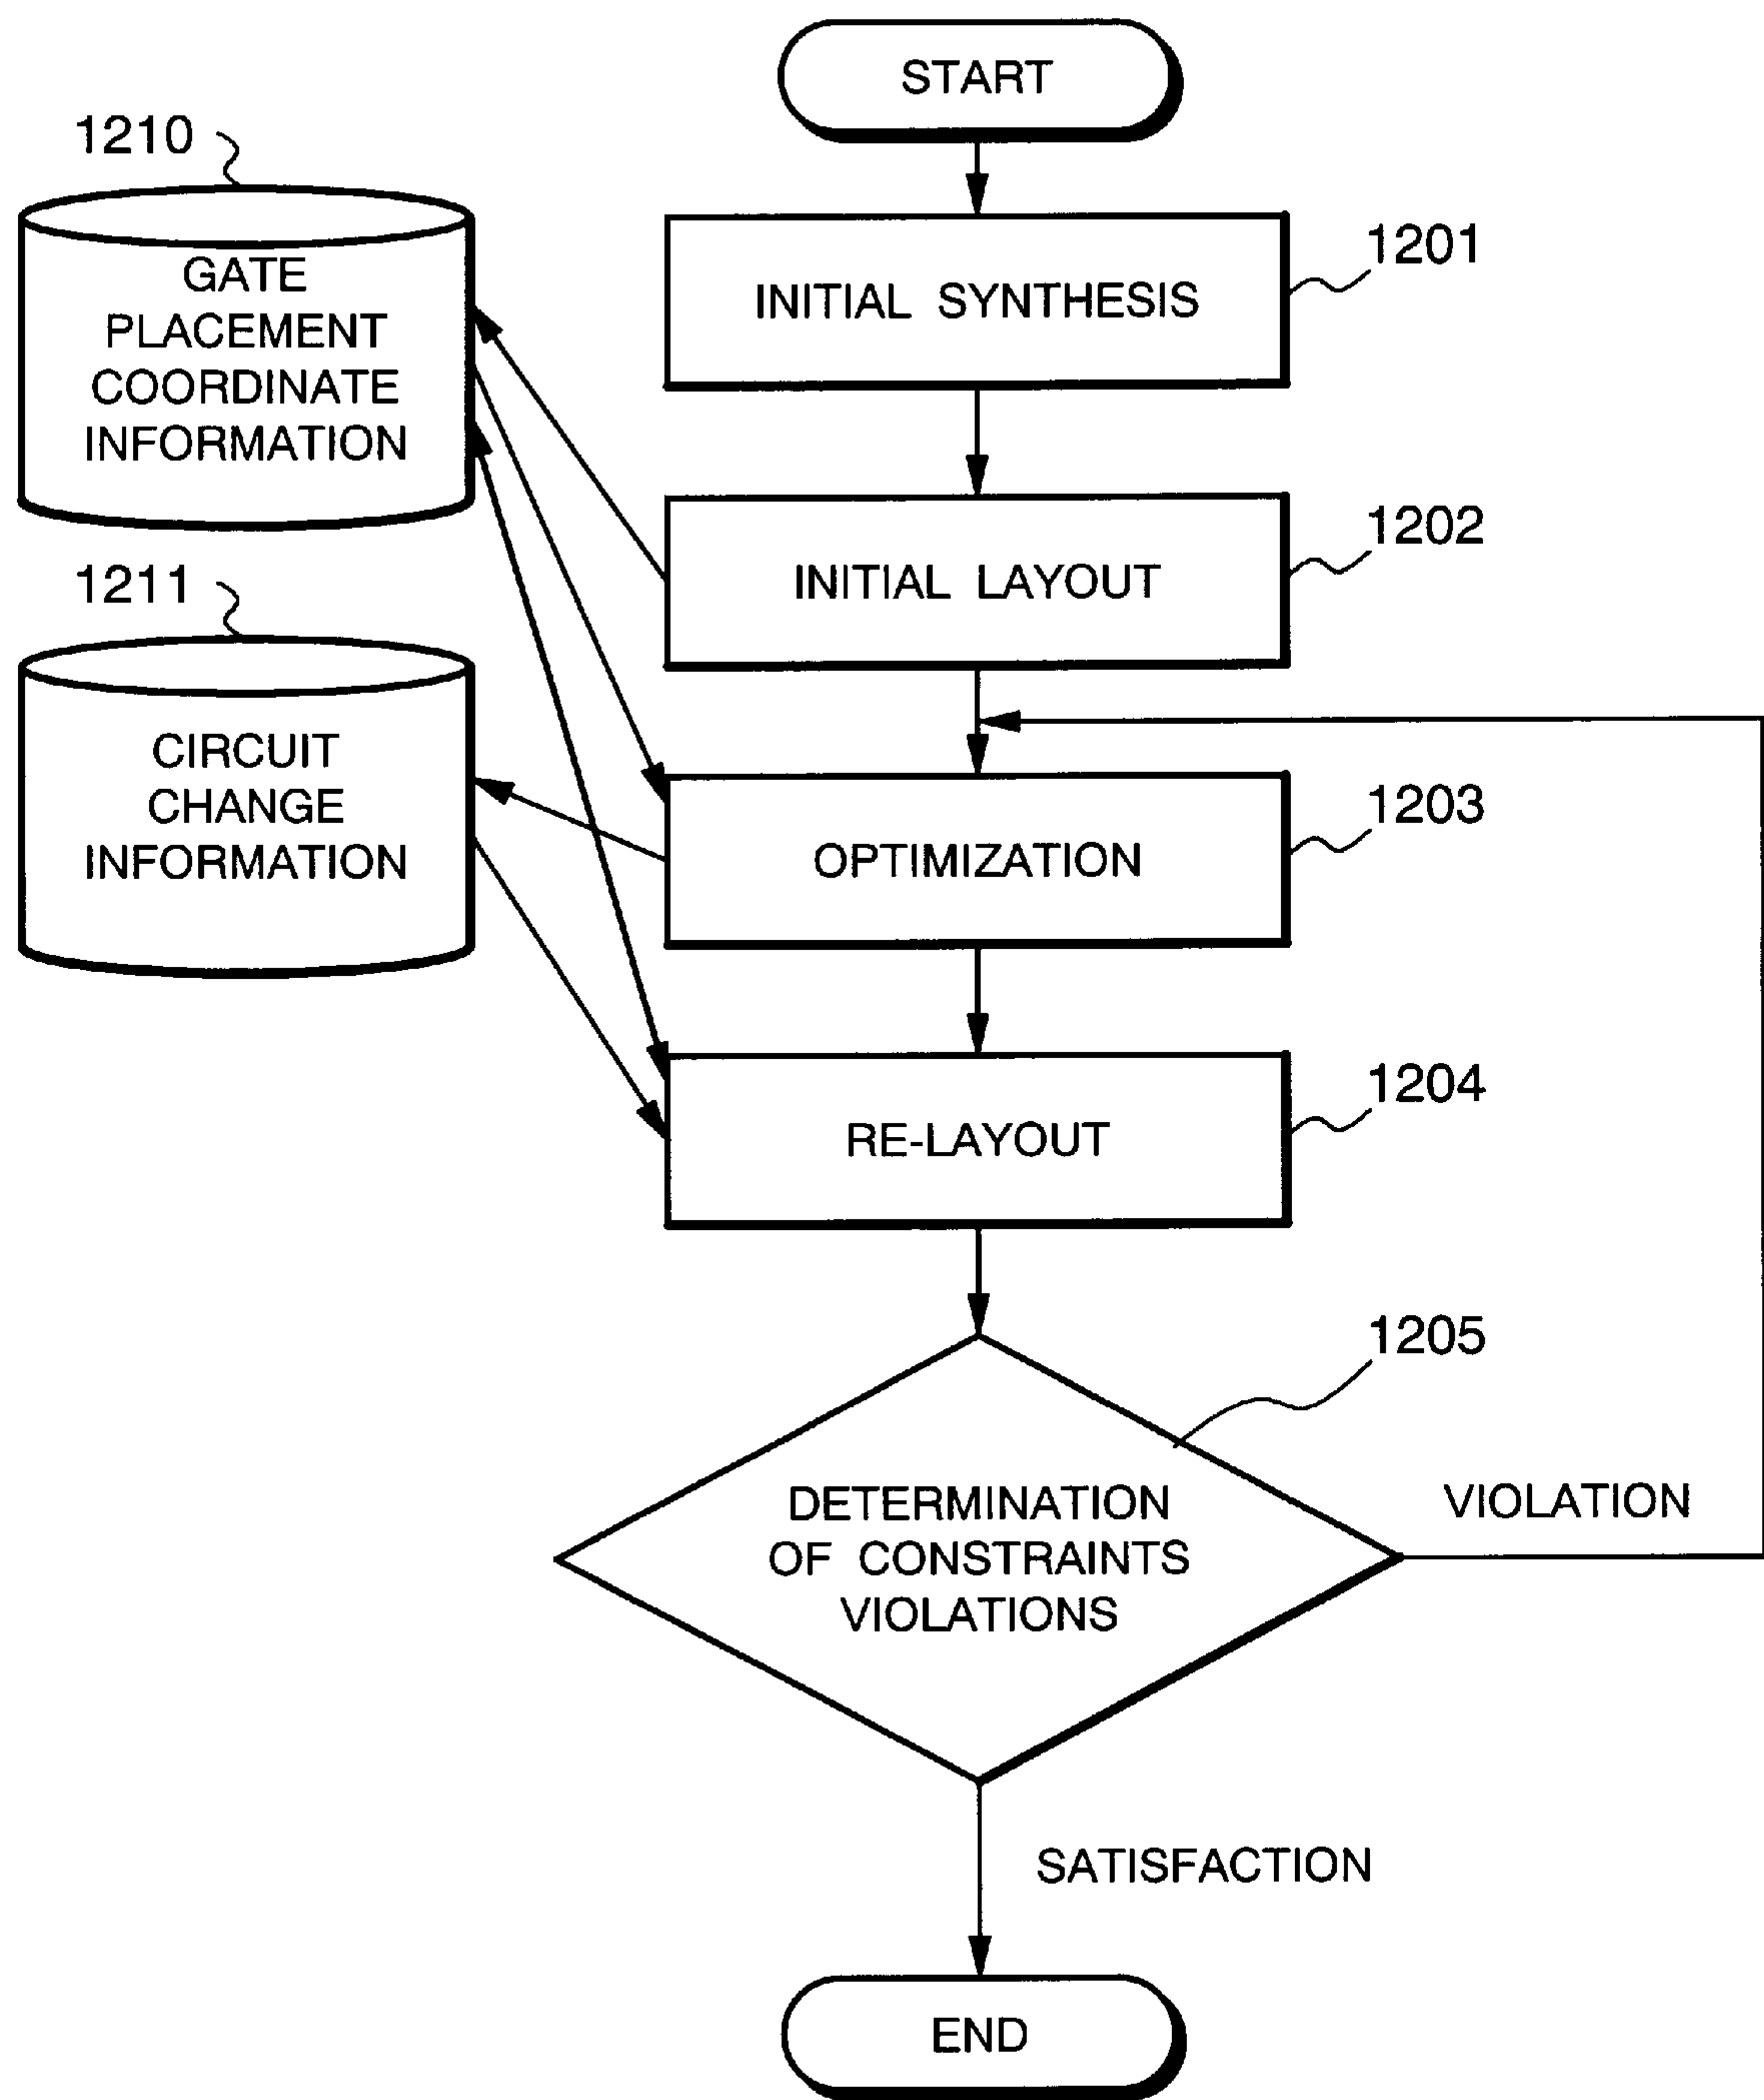 START
1210
GATE
PLACEMENT
COORDINATE
INFORMATION
1201
INITIAL SYNTHESIS
1202
INITIAL LAYOUT
1211
CIRCUIT
CHANGE
INFORMATION
1203
OPTIMIZATION
1204
RE-LAYOUT
1205
DETERMINATION
OF CONSTRAINTS
VIOLATIONS
VIOLATION
SATISFACTION
END